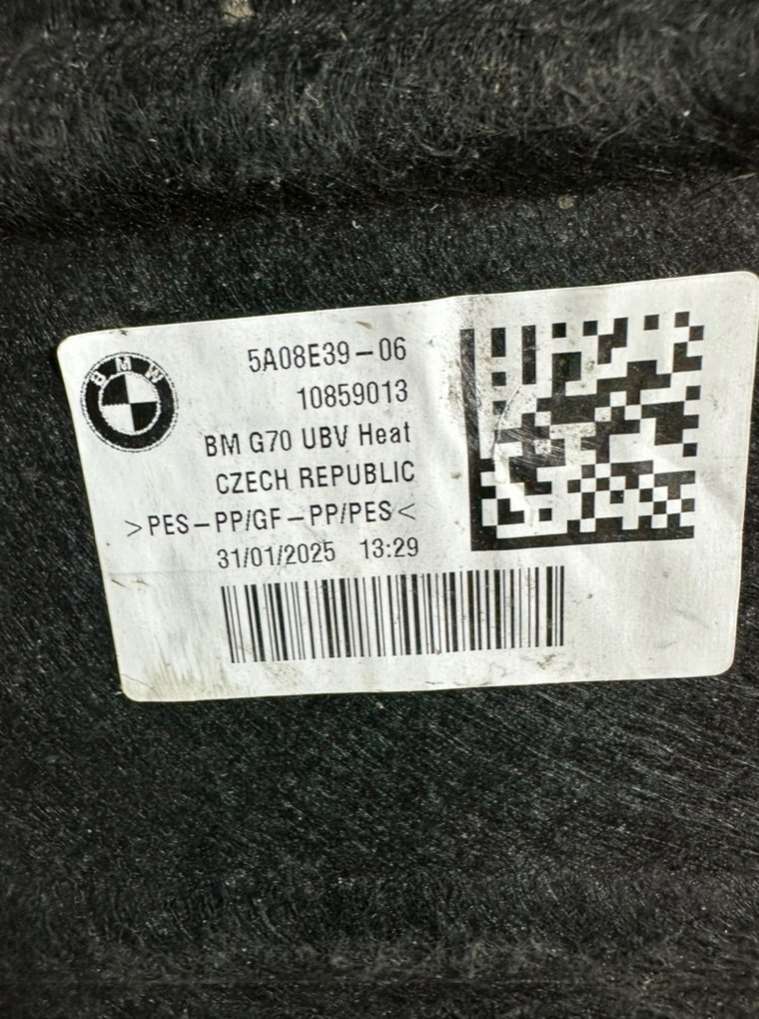 BMW
5A08E39-06
10859013
BM G70 UBV Heat
CZECH REPUBLIC
>PES-PP/GF-PP/PES<
31/01/2025 13:29